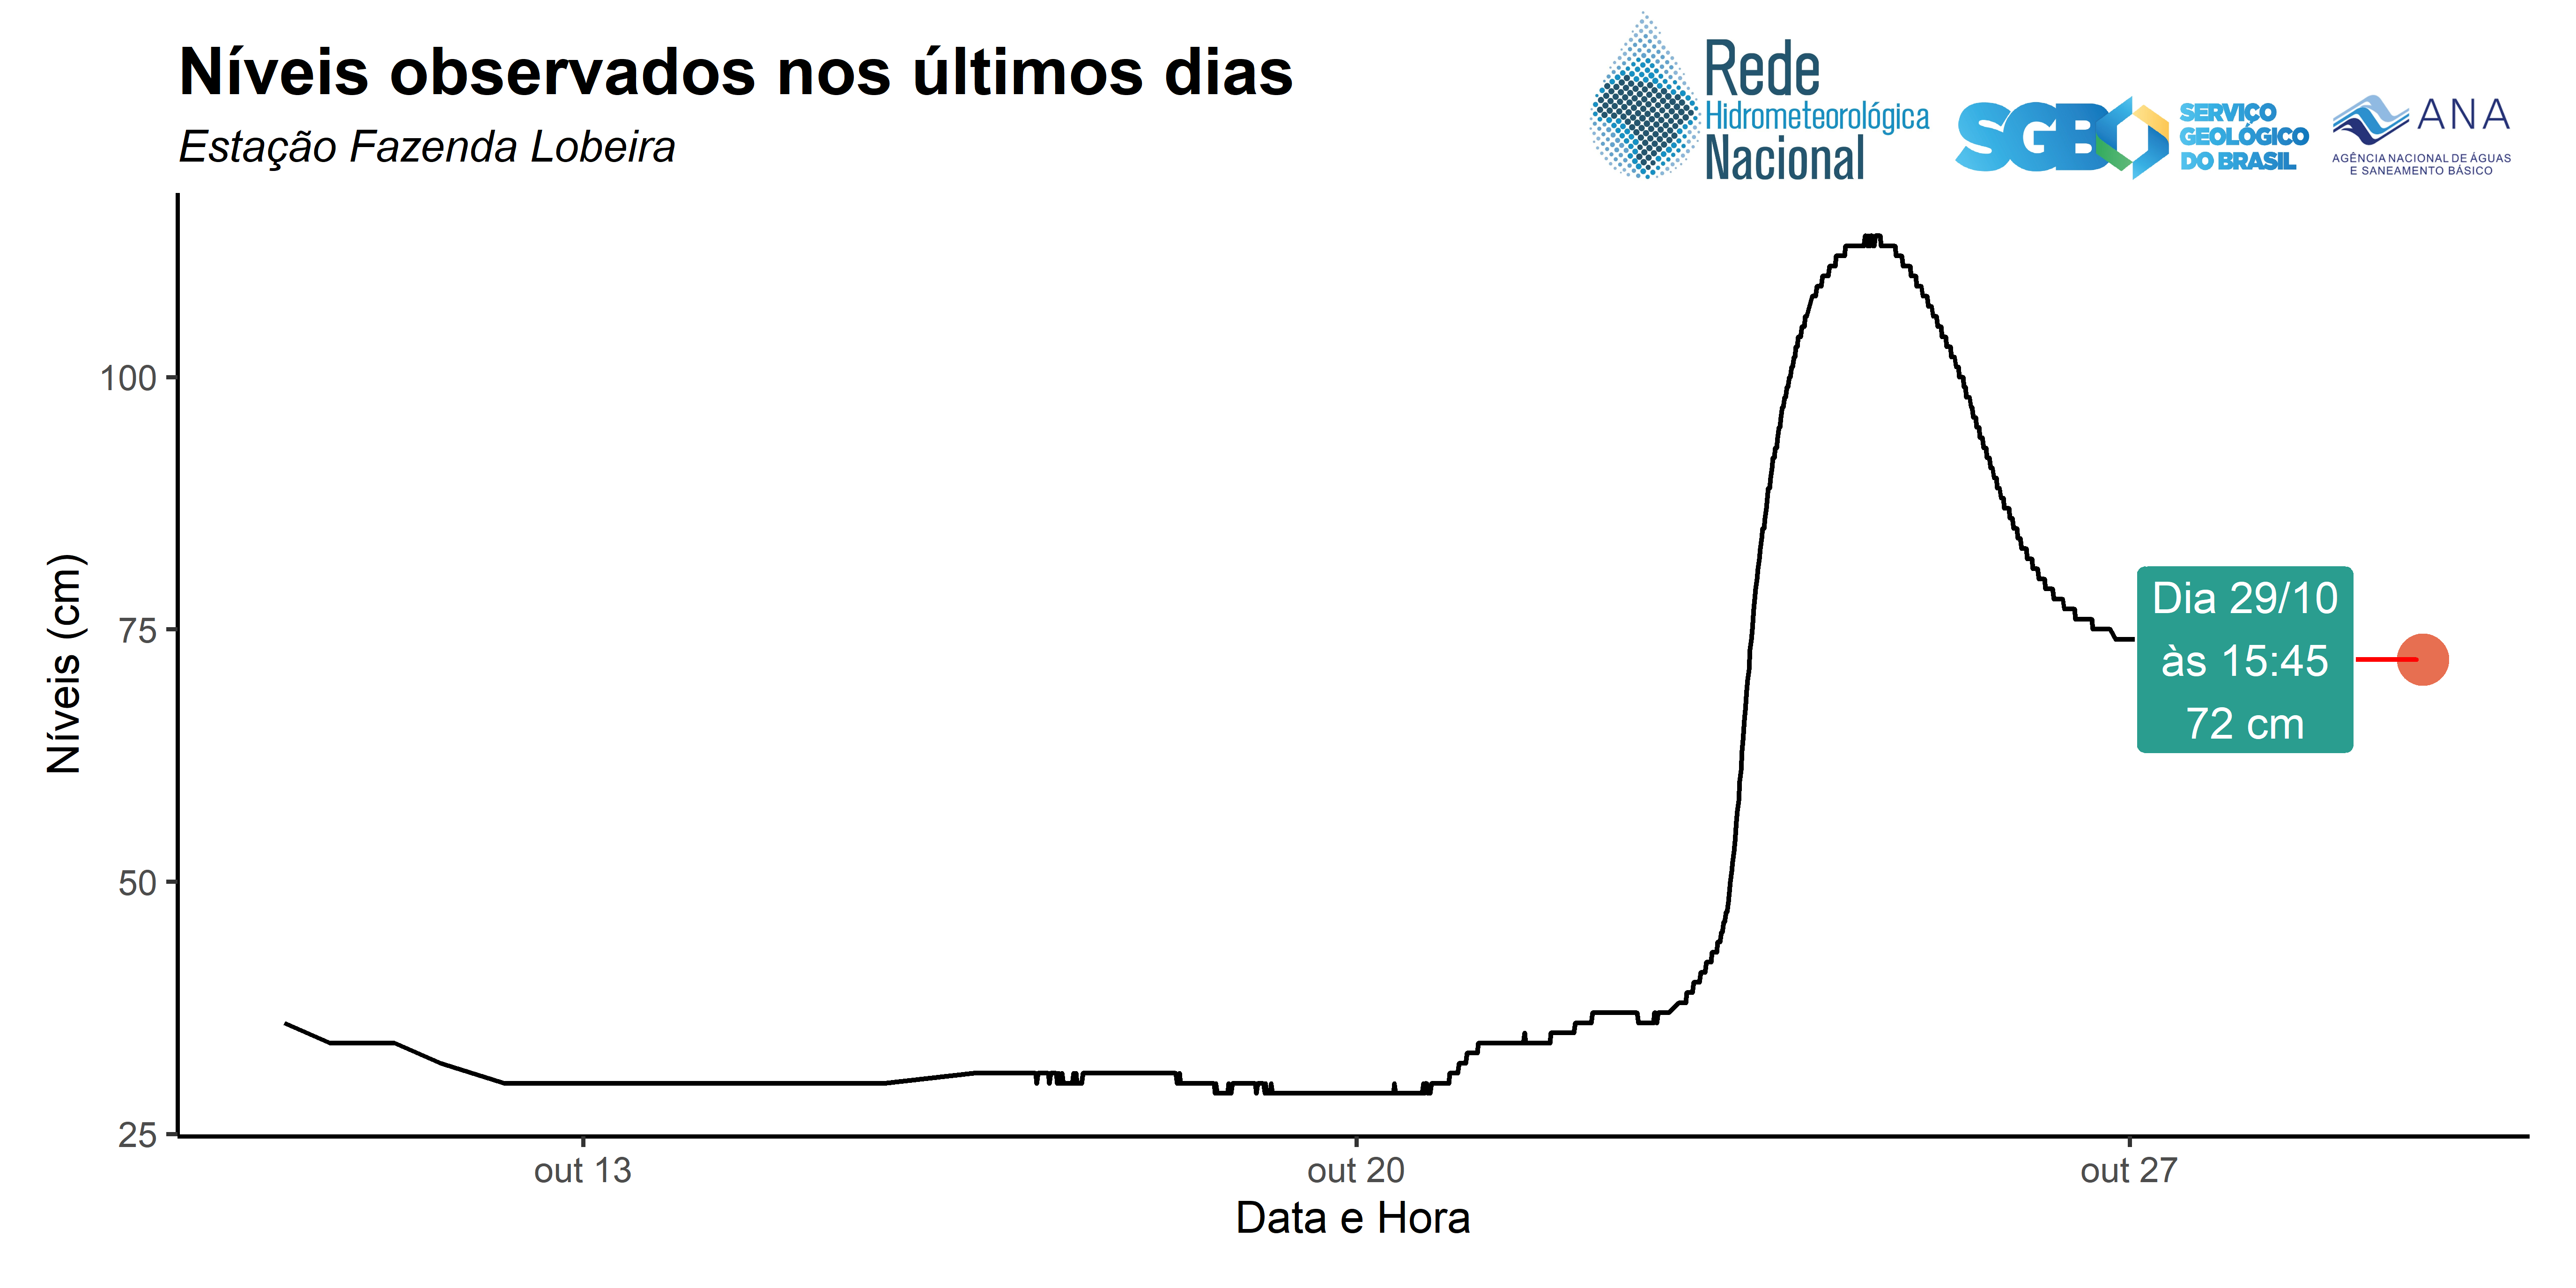 Níveis observados nos últimos dias
Estação Fazenda Lobeira
Rede
Hidrometeorológica
Nacional
SGB
SERVIÇO
GEOLÓGICO
DO BRASIL
ANA
AGÊNCIA NACIONAL DE ÁGUAS
E SANEAMENTO BÁSICO
Níveis (cm)
100
75
50
25
Dia 29/10
às 15:45
72 cm
out 13
out 20
out 27
Data e Hora